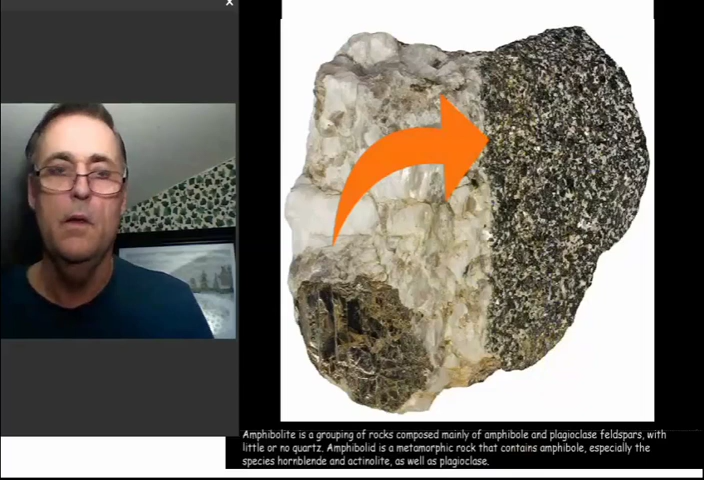 x
Amphibolite is a grouping of rocks composed mainly of amphibole and plagioclase feldspars, with
little or no quartz. Amphibolid is a metamorphic rock that contains amphibole, especially the
species hornblende and actinolite, as well as plagioclase.